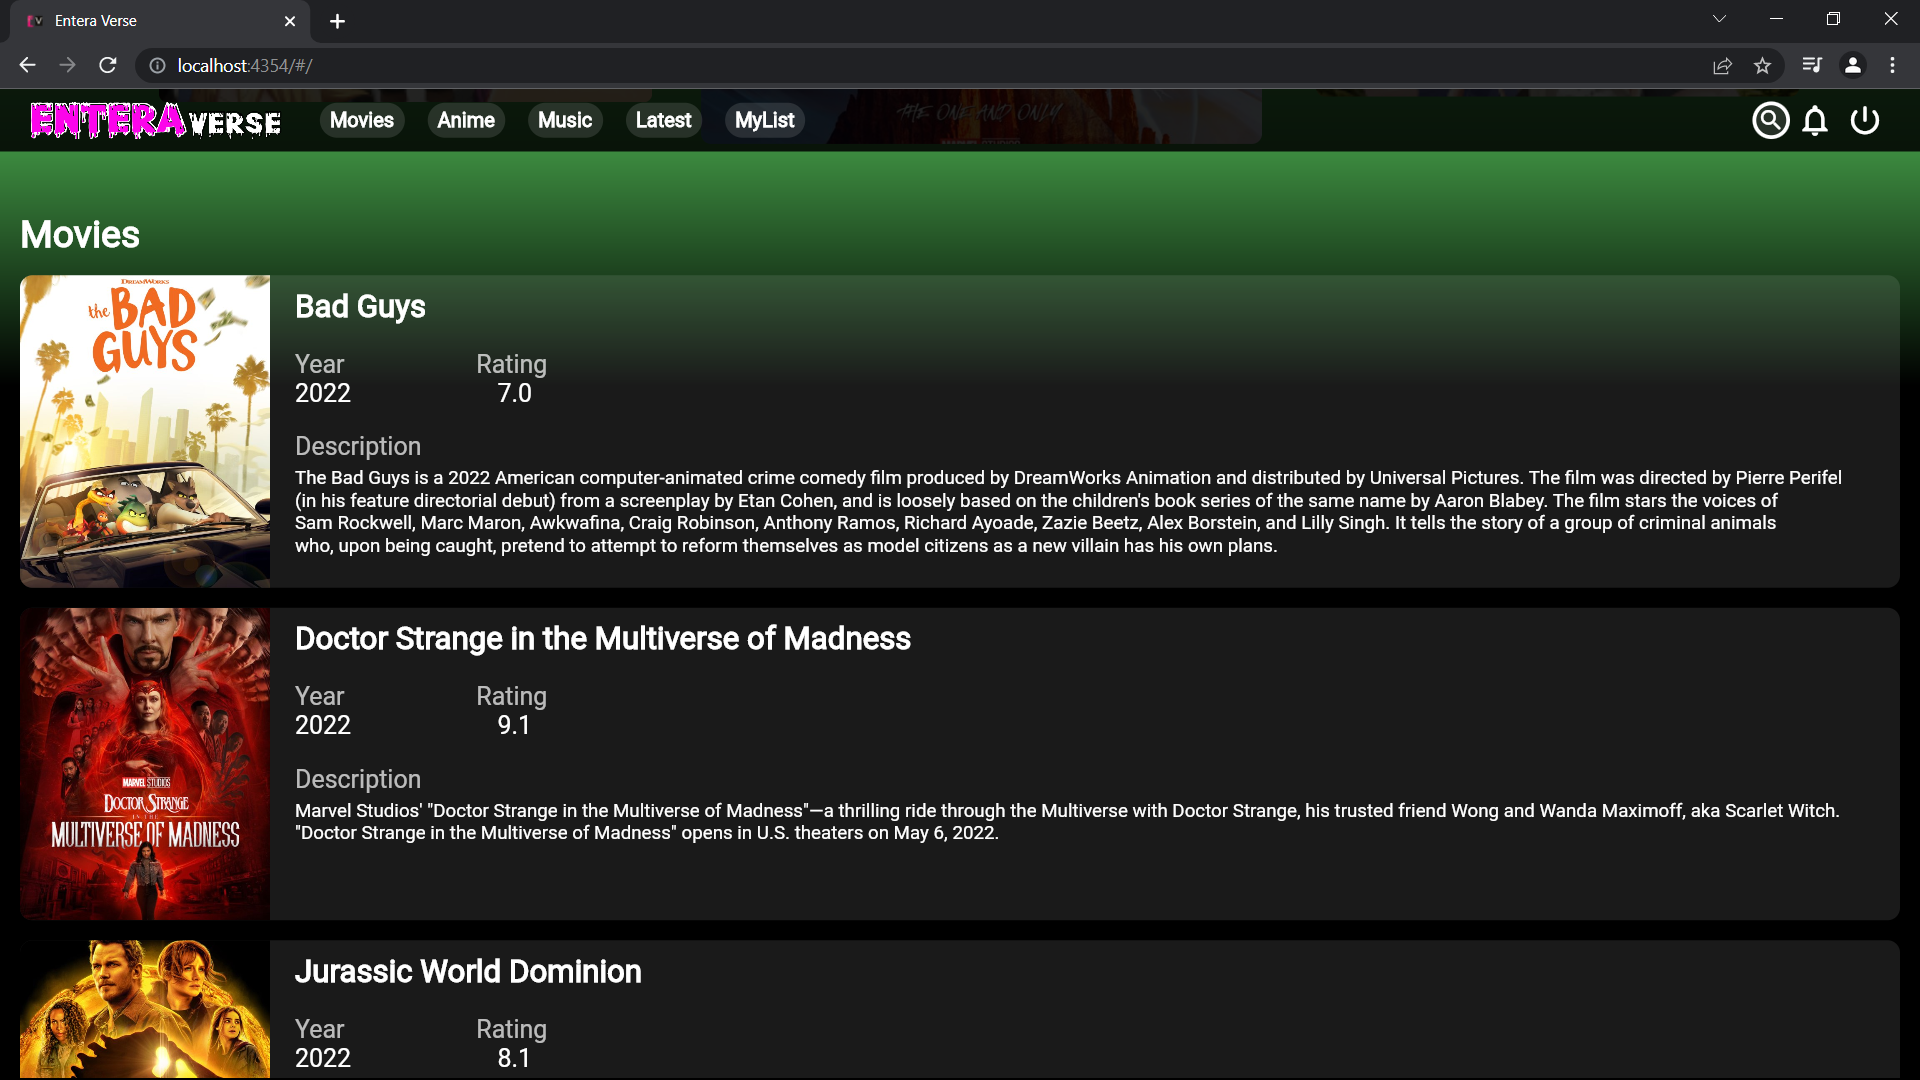 Entera Verse
localhost:4354/#/
ENTERAVERSE
Movies
Anime
Music
Latest
MyList
THE ONE AND ONLY
MARVEL STUDIOS
Movies
DREAMWORKS
the BAD
GUYS
Bad Guys
Year
Rating
2022
7.0
Description
The Bad Guys is a 2022 American computer-animated crime comedy film produced by DreamWorks Animation and distributed by Universal Pictures. The film was directed by Pierre Perifel
(in his feature directorial debut) from a screenplay by Etan Cohen, and is loosely based on the children's book series of the same name by Aaron Blabey. The film stars the voices of
Sam Rockwell, Marc Maron, Awkwafina, Craig Robinson, Anthony Ramos, Richard Ayoade, Zazie Beetz, Alex Borstein, and Lilly Singh. It tells the story of a group of criminal animals
who, upon being caught, pretend to attempt to reform themselves as model citizens as a new villain has his own plans.
MARVEL STUDIOS
DOCTOR STRANGE
IN THE
MULTIVERSE OF MADNESS
Doctor Strange in the Multiverse of Madness
Year
Rating
2022
9.1
Description
Marvel Studios' "Doctor Strange in the Multiverse of Madness"—a thrilling ride through the Multiverse with Doctor Strange, his trusted friend Wong and Wanda Maximoff, aka Scarlet Witch.
"Doctor Strange in the Multiverse of Madness" opens in U.S. theaters on May 6, 2022.
Jurassic World Dominion
Year
Rating
2022
8.1